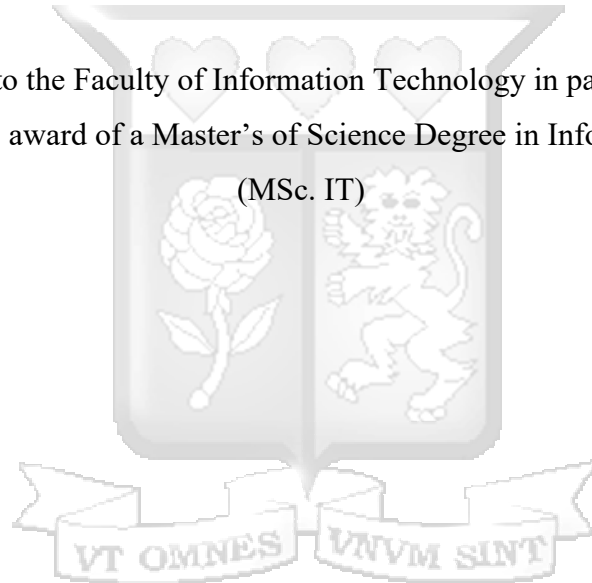 to the Faculty of Information Technology in pa
award of a Master’s of Science Degree in Info
(MSc. IT)
VT OMNES VNVM SINT